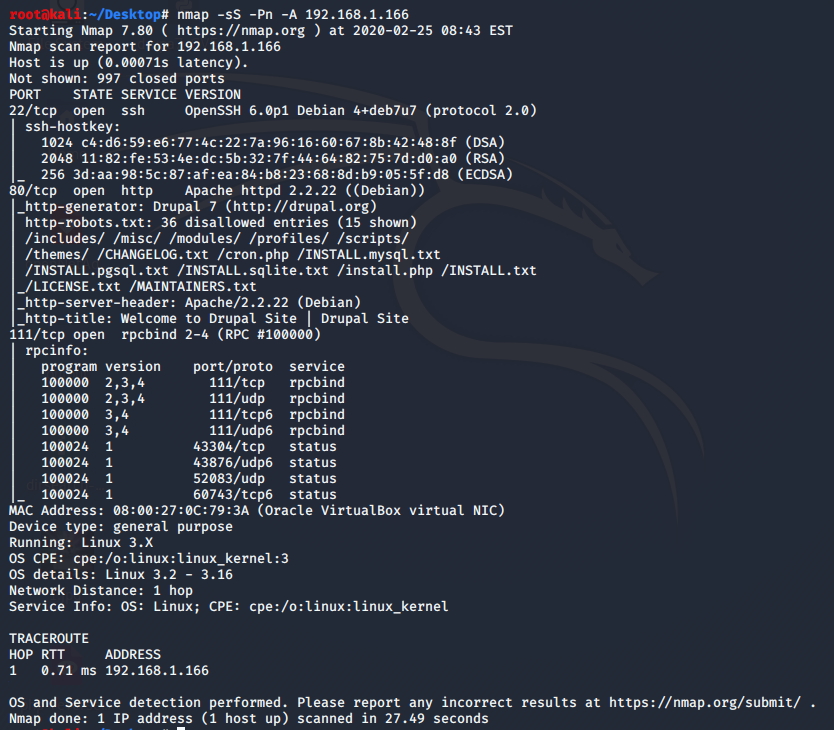 root@kali:~/Desktop# nmap -sS -Pn -A 192.168.1.166
Starting Nmap 7.80 ( https://nmap.org ) at 2020-02-25 08:43 EST
Nmap scan report for 192.168.1.166
Host is up (0.00071s latency).
Not shown: 997 closed ports
PORT    STATE SERVICE VERSION
22/tcp  open  ssh     OpenSSH 6.0p1 Debian 4+deb7u7 (protocol 2.0)
| ssh-hostkey:
|   1024 c4:d6:59:e6:77:4c:22:7a:96:16:60:67:8b:42:48:8f (DSA)
|   2048 11:82:fe:53:4e:dc:5b:32:7f:44:64:82:75:7d:d0:a0 (RSA)
|_  256 3d:aa:98:5c:87:af:ea:84:b8:23:68:8d:b9:05:5f:d8 (ECDSA)
80/tcp  open  http    Apache httpd 2.2.22 ((Debian))
|_http-generator: Drupal 7 (http://drupal.org)
| http-robots.txt: 36 disallowed entries (15 shown)
| /includes/ /misc/ /modules/ /profiles/ /scripts/
| /themes/ /CHANGELOG.txt /cron.php /INSTALL.mysql.txt
| /INSTALL.pgsql.txt /INSTALL.sqlite.txt /install.php /INSTALL.txt
|_/LICENSE.txt /MAINTAINERS.txt
|_http-server-header: Apache/2.2.22 (Debian)
|_http-title: Welcome to Drupal Site | Drupal Site
111/tcp open  rpcbind 2-4 (RPC #100000)
| rpcinfo:
|   program version    port/proto  service
|   100000  2,3,4        111/tcp   rpcbind
|   100000  2,3,4        111/udp   rpcbind
|   100000  3,4          111/tcp6  rpcbind
|   100000  3,4          111/udp6  rpcbind
|   100024  1          43304/tcp   status
|   100024  1          43876/udp6  status
|   100024  1          52083/udp   status
|_  100024  1          60743/tcp6  status
MAC Address: 08:00:27:0C:79:3A (Oracle VirtualBox virtual NIC)
Device type: general purpose
Running: Linux 3.X
OS CPE: cpe:/o:linux:linux_kernel:3
OS details: Linux 3.2 - 3.16
Network Distance: 1 hop
Service Info: OS: Linux; CPE: cpe:/o:linux:linux_kernel

TRACEROUTE
HOP RTT     ADDRESS
1   0.71 ms 192.168.1.166

OS and Service detection performed. Please report any incorrect results at https://nmap.org/submit/ .
Nmap done: 1 IP address (1 host up) scanned in 27.49 seconds